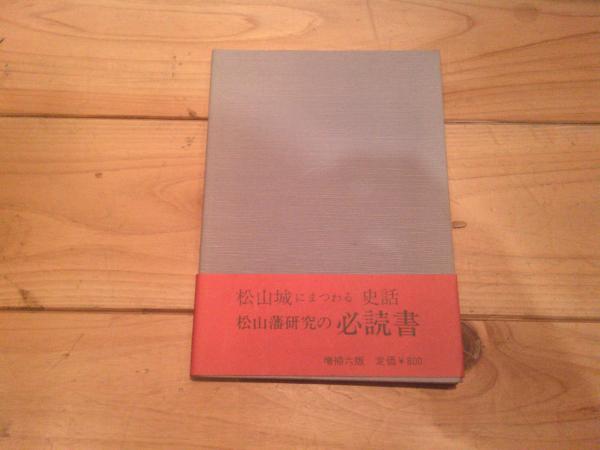 松山城にまつわる 史話
松山藩研究の 必読書
増補六版 定価¥800